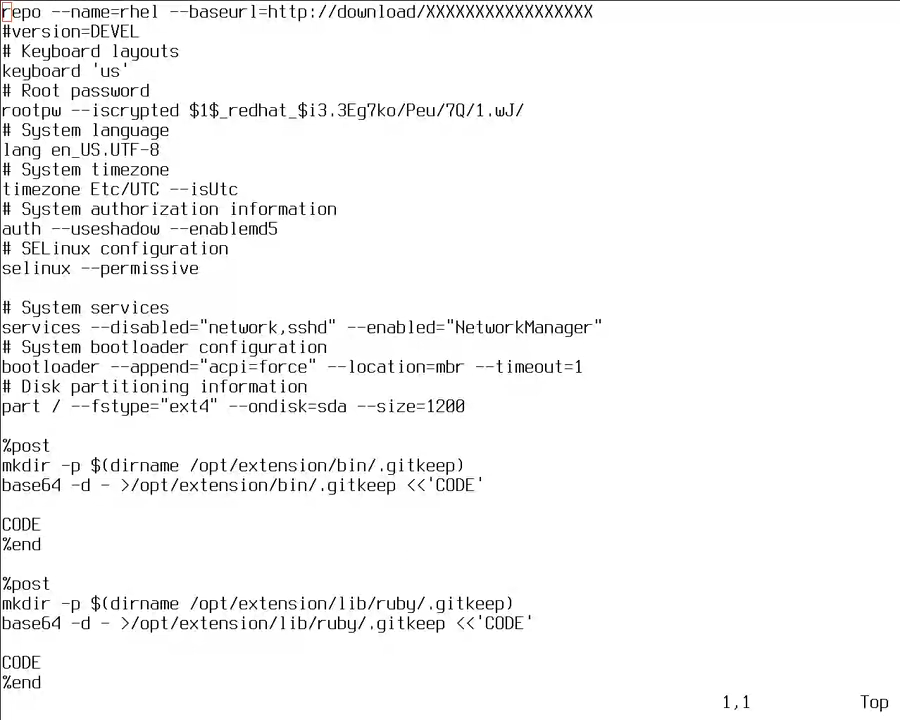 repo --name=rhel --baseurl=http://download/XXXXXXXXXXXXXXXXX
#version=DEVEL
# Keyboard layouts
keyboard 'us'
# Root password
rootpw --iscrypted $1$_redhat_$i3.3Eg7ko/Peu/7Q/1.wJ/
# System language
lang en_US.UTF-8
# System timezone
timezone Etc/UTC --isUtc
# System authorization information
auth --useshadow --enablemd5
# SELinux configuration
selinux --permissive
# System services
services --disabled="network,sshd" --enabled="NetworkManager"
# System bootloader configuration
bootloader --append="acpi=force" --location=mbr --timeout=1
# Disk partitioning information
part / --fstype="ext4" --ondisk=sda --size=1200
%post
mkdir -p $(dirname /opt/extension/bin/.gitkeep)
base64 -d - >/opt/extension/bin/.gitkeep <<'CODE'
CODE
%end
%post
mkdir -p $(dirname /opt/extension/lib/ruby/.gitkeep)
base64 -d - >/opt/extension/lib/ruby/.gitkeep <<'CODE'
CODE
%end
1,1 Top